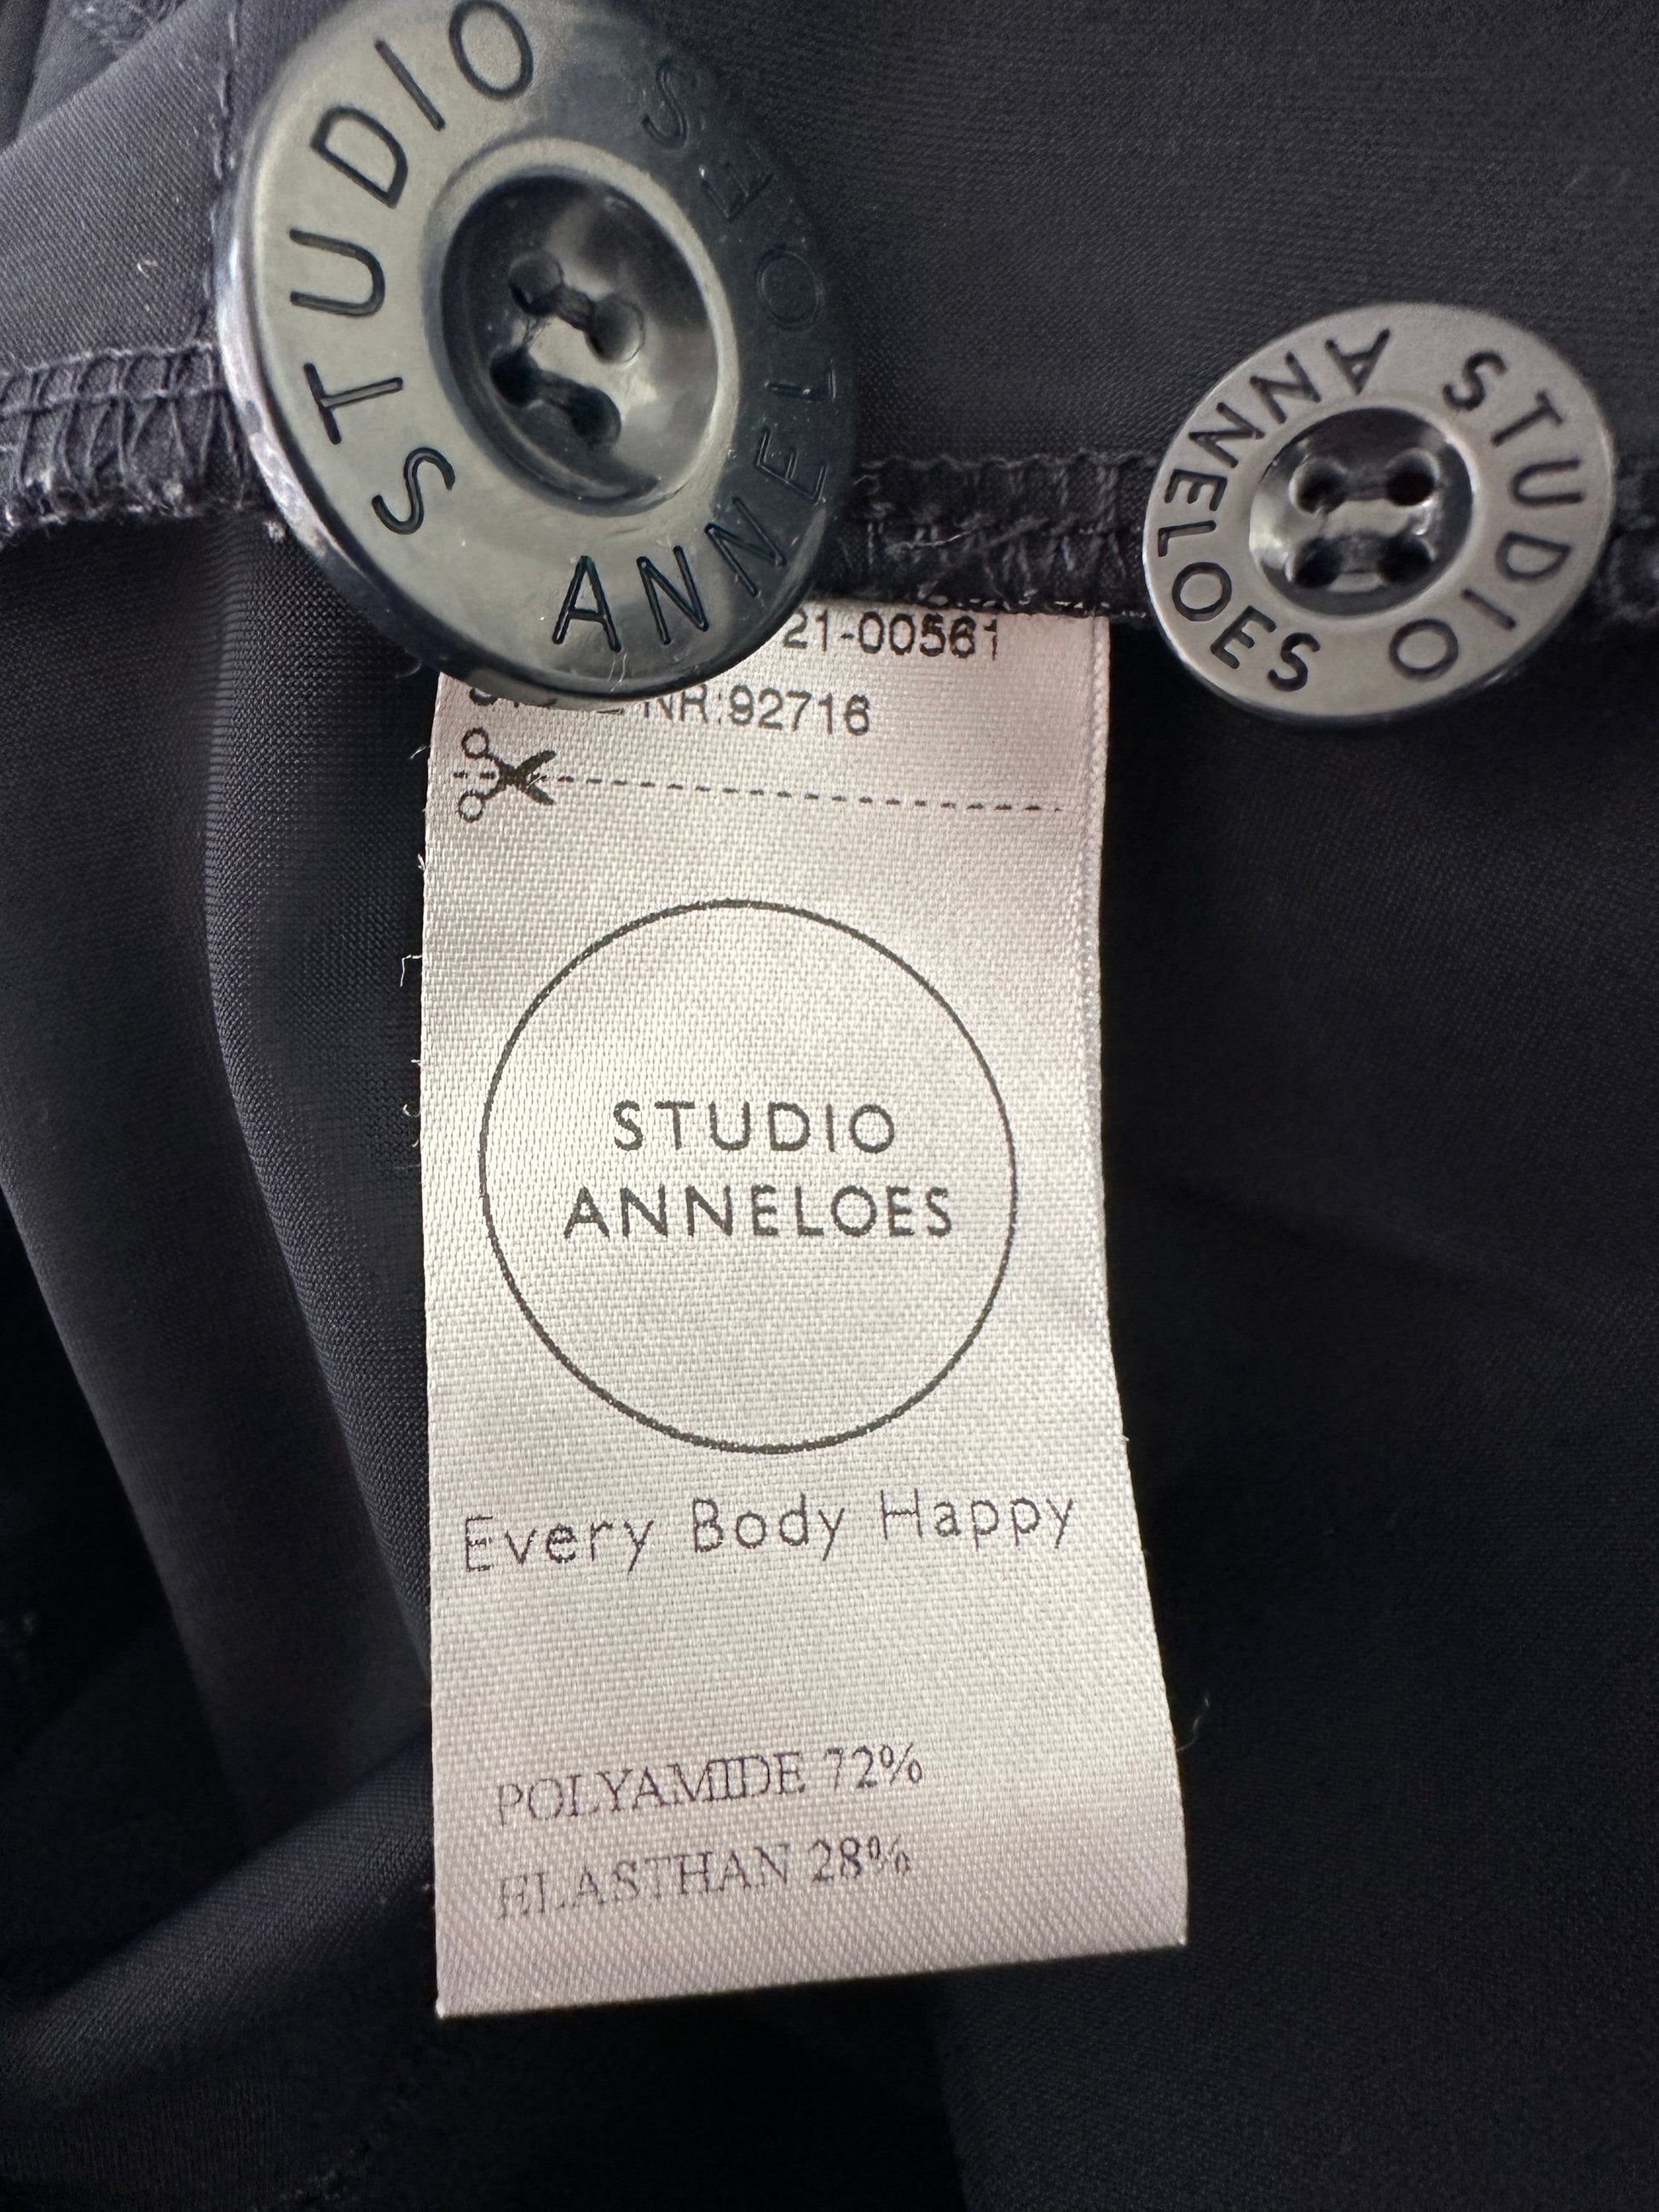 STUDIO ANNELOES
STUDIO ANNELOES
21-00561
NR:92716
STUDIO
ANNELOES
Every Body Happy
POLYAMIDE 72%
ELASTHAN 28%